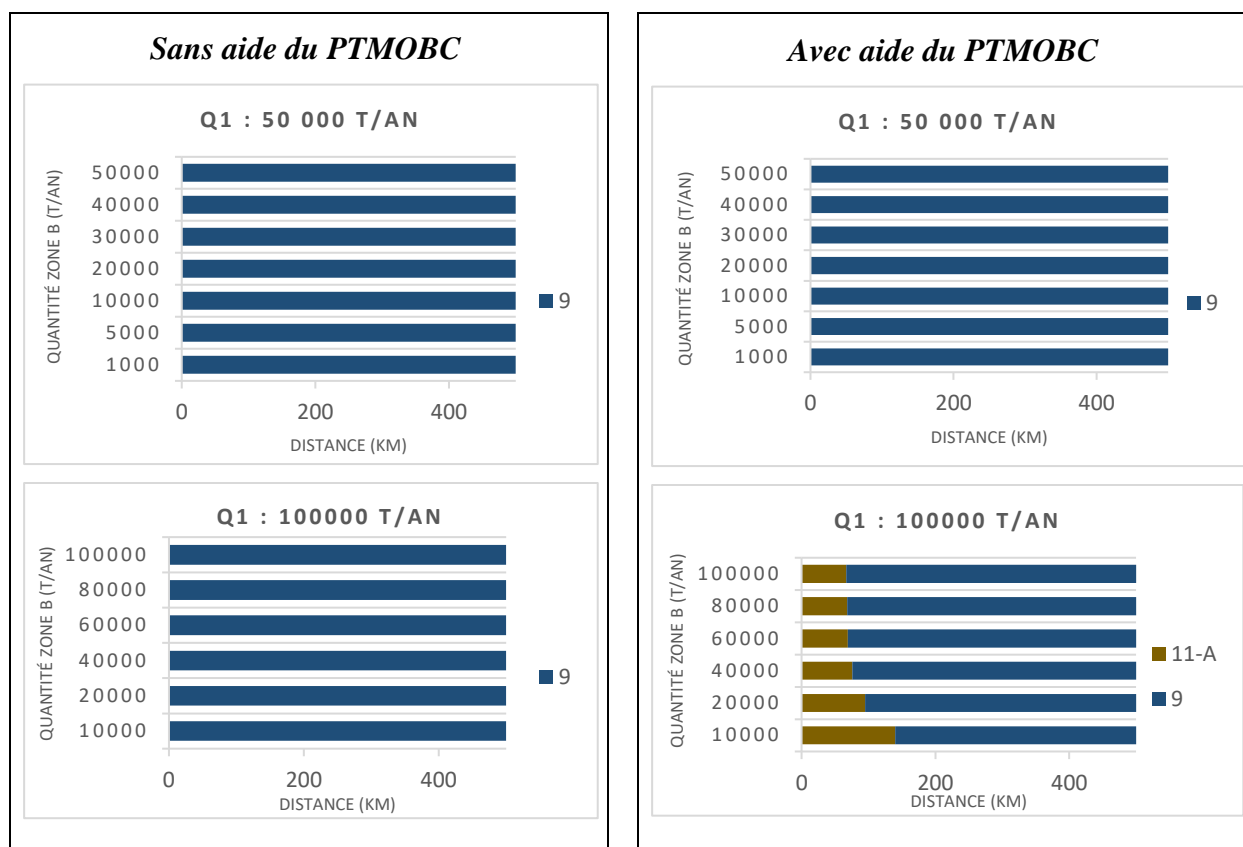 Sans aide du PTMOBC
Q1 : 50 000 T/AN
QUANTITÉ ZONE B (T/AN)
50000
40000
30000
20000
10000
5000
1000
0 200 400
DISTANCE (KM)
9
Q1 : 100000 T/AN
QUANTITÉ ZONE B (T/AN)
100000
80000
60000
40000
20000
10000
0 200 400
DISTANCE (KM)
9
Avec aide du PTMOBC
Q1 : 50 000 T/AN
QUANTITÉ ZONE B (T/AN)
50000
40000
30000
20000
10000
5000
1000
0 200 400
DISTANCE (KM)
9
Q1 : 100000 T/AN
QUANTITÉ ZONE B (T/AN)
100000
80000
60000
40000
20000
10000
0 200 400
DISTANCE (KM)
11-A
9